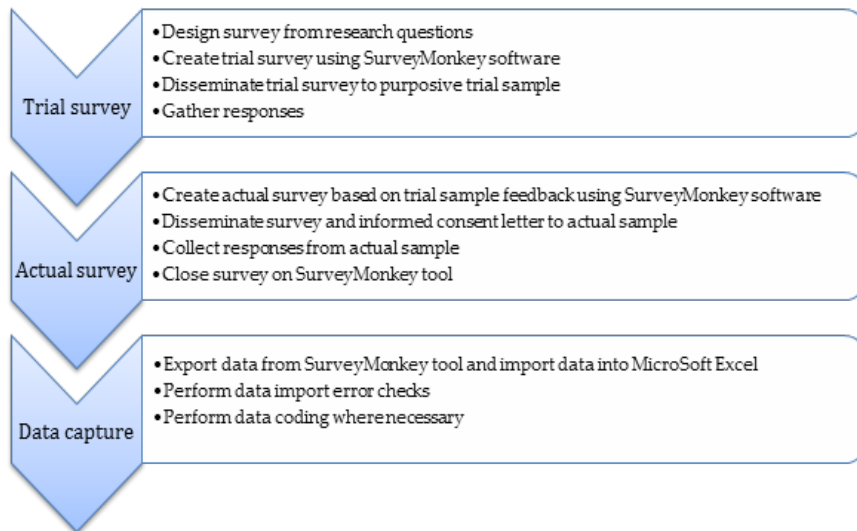 Trial survey
•Design survey from research questions
•Create trial survey using SurveyMonkey software
•Disseminate trial survey to purposive trial sample
•Gather responses
Actual survey
•Create actual survey based on trial sample feedback using SurveyMonkey software
•Disseminate survey and informed consent letter to actual sample
•Collect responses from actual sample
•Close survey on SurveyMonkey tool
Data capture
•Export data from SurveyMonkey tool and import data into MicroSoft Excel
•Perform data import error checks
•Perform data coding where necessary